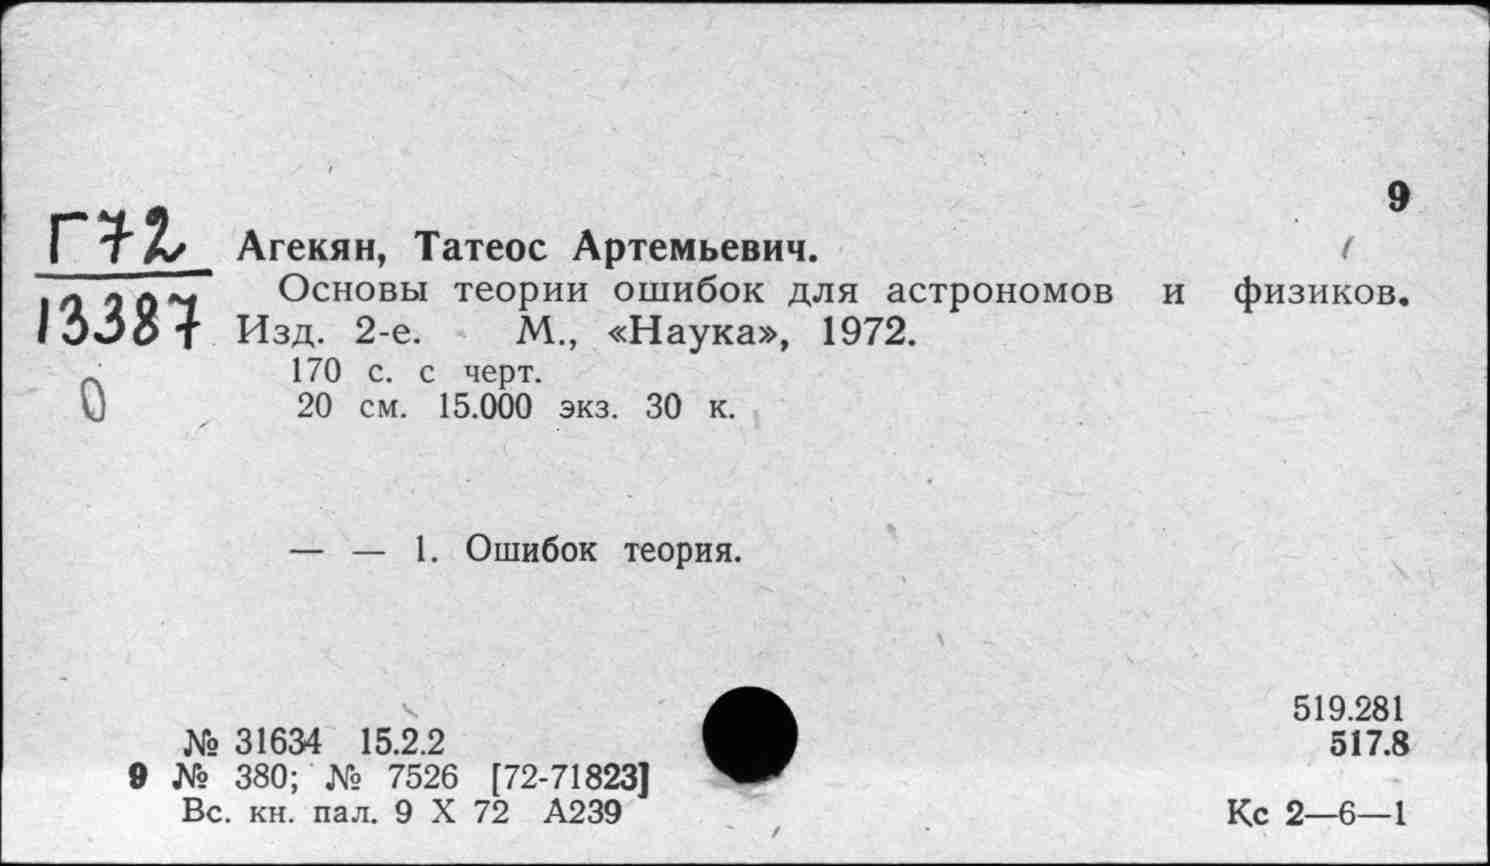 9
Г72
13387
0
Агекян, Татеос Артемьевич.
Основы теории ошибок для астрономов и физиков.
Изд. 2-е. М., «Наука», 1972.
170 с. с черт.
20 см. 15.000 экз. 30 к.
— — 1. Ошибок теория.
519.281
517.8
№ 31634 15.2.2
9 № 380; № 7526 [72-71823]
Вс. кн. пал. 9 X 72 А239
Кс 2—6—1